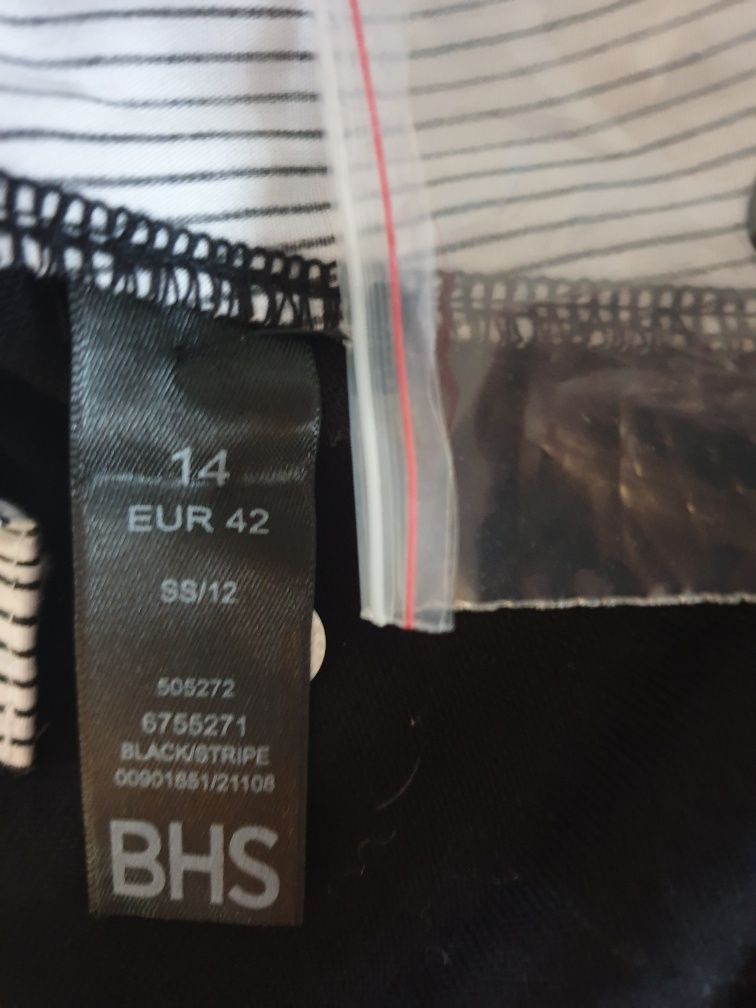 14
EUR 42
SS/12
505272
6755271
BLACK/STRIPE
00901851/21108
BHS